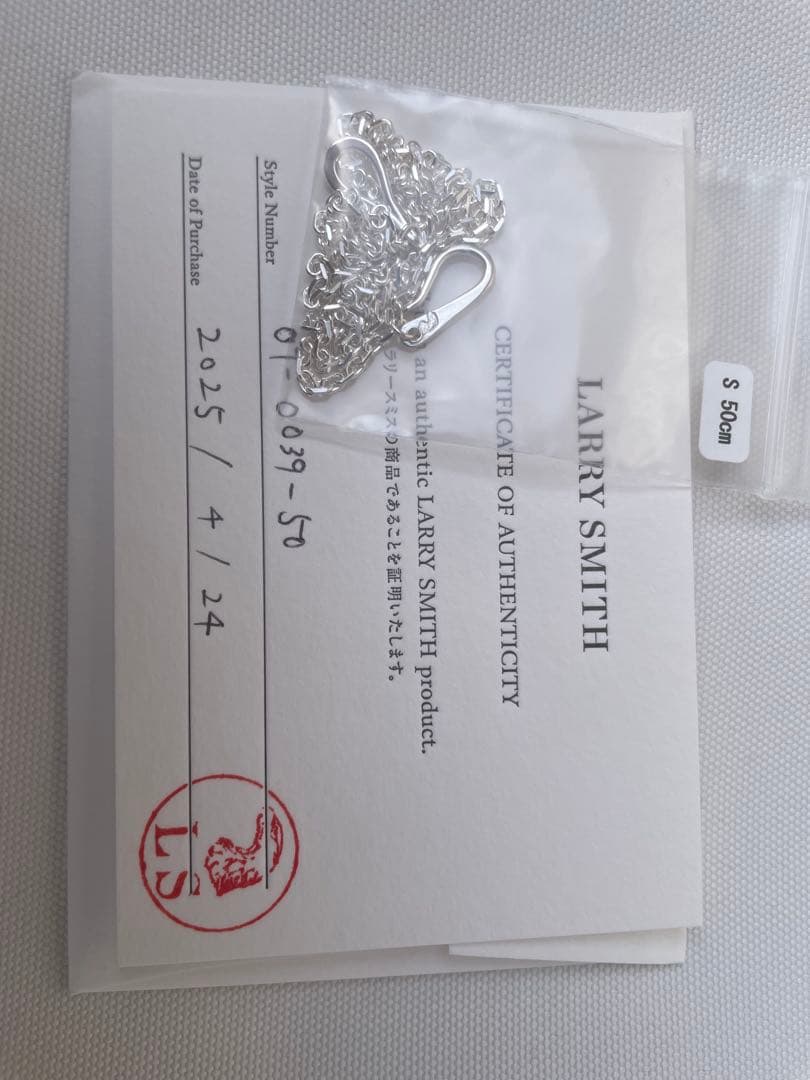 LARRY SMITH
CERTIFICATE OF AUTHENTICITY
an authentic LARRY SMITH product.
ラリースミスの商品であることを証明いたします。
Style Number 07-0039-50
Date of Purchase 2025/4/24
LS
S 50cm